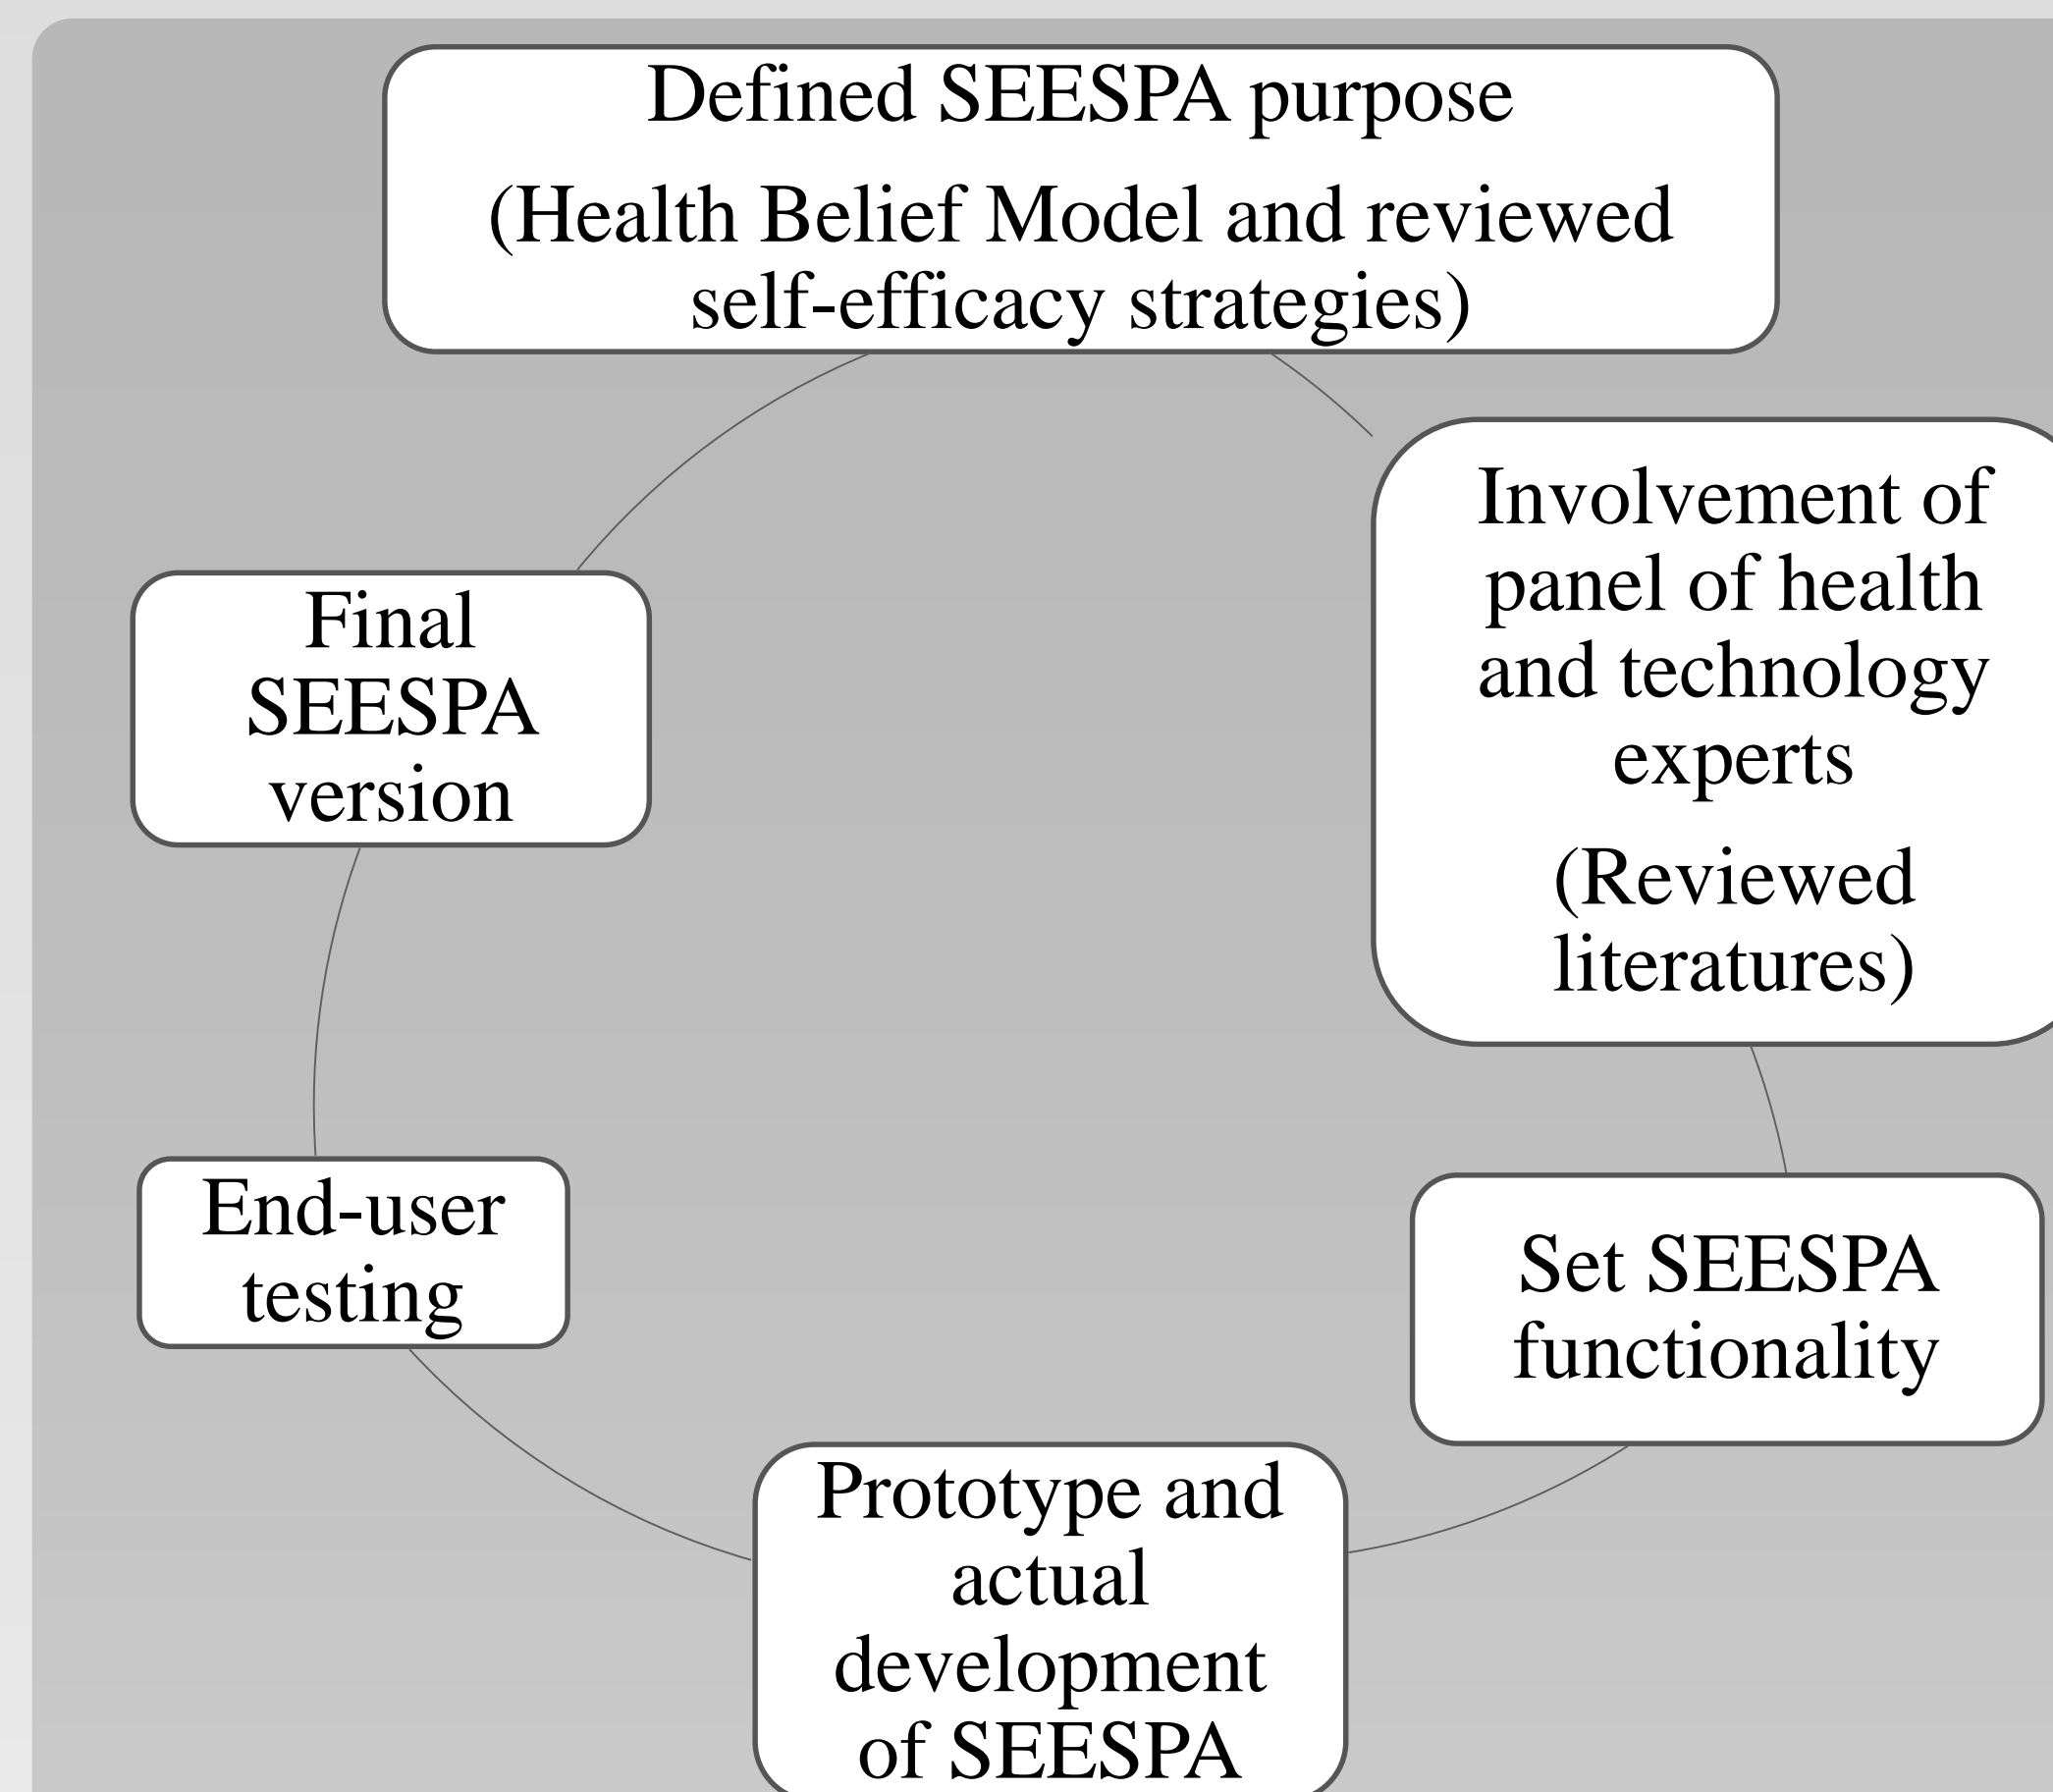 Defined SEESPA purpose
(Health Belief Model and reviewed
self-efficacy strategies)
Involvement of
panel of health
and technology
experts
(Reviewed
literatures)
Set SEESPA
functionality
Prototype and
actual
development
of SEESPA
End-user
testing
Final
SEESPA
version